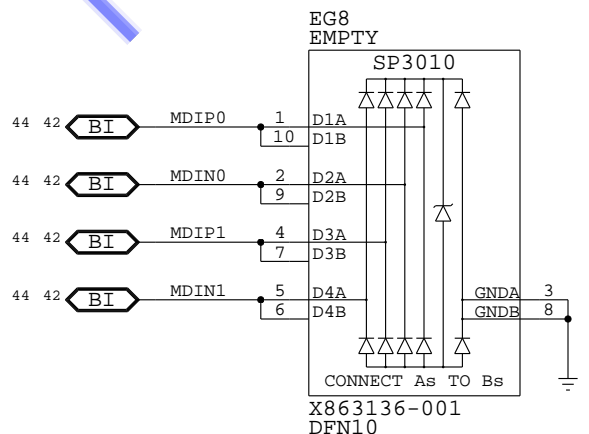 EG8
EMPTY
SP3010
44 42 BI MDIP0 1 D1A
10 D1B
44 42 BI MDIN0 2 D2A
9 D2B
44 42 BI MDIP1 4 D3A
7 D3B
44 42 BI MDIN1 5 D4A GNDA 3
6 D4B GNDB 8
CONNECT As TO Bs
X863136-001
DFN10